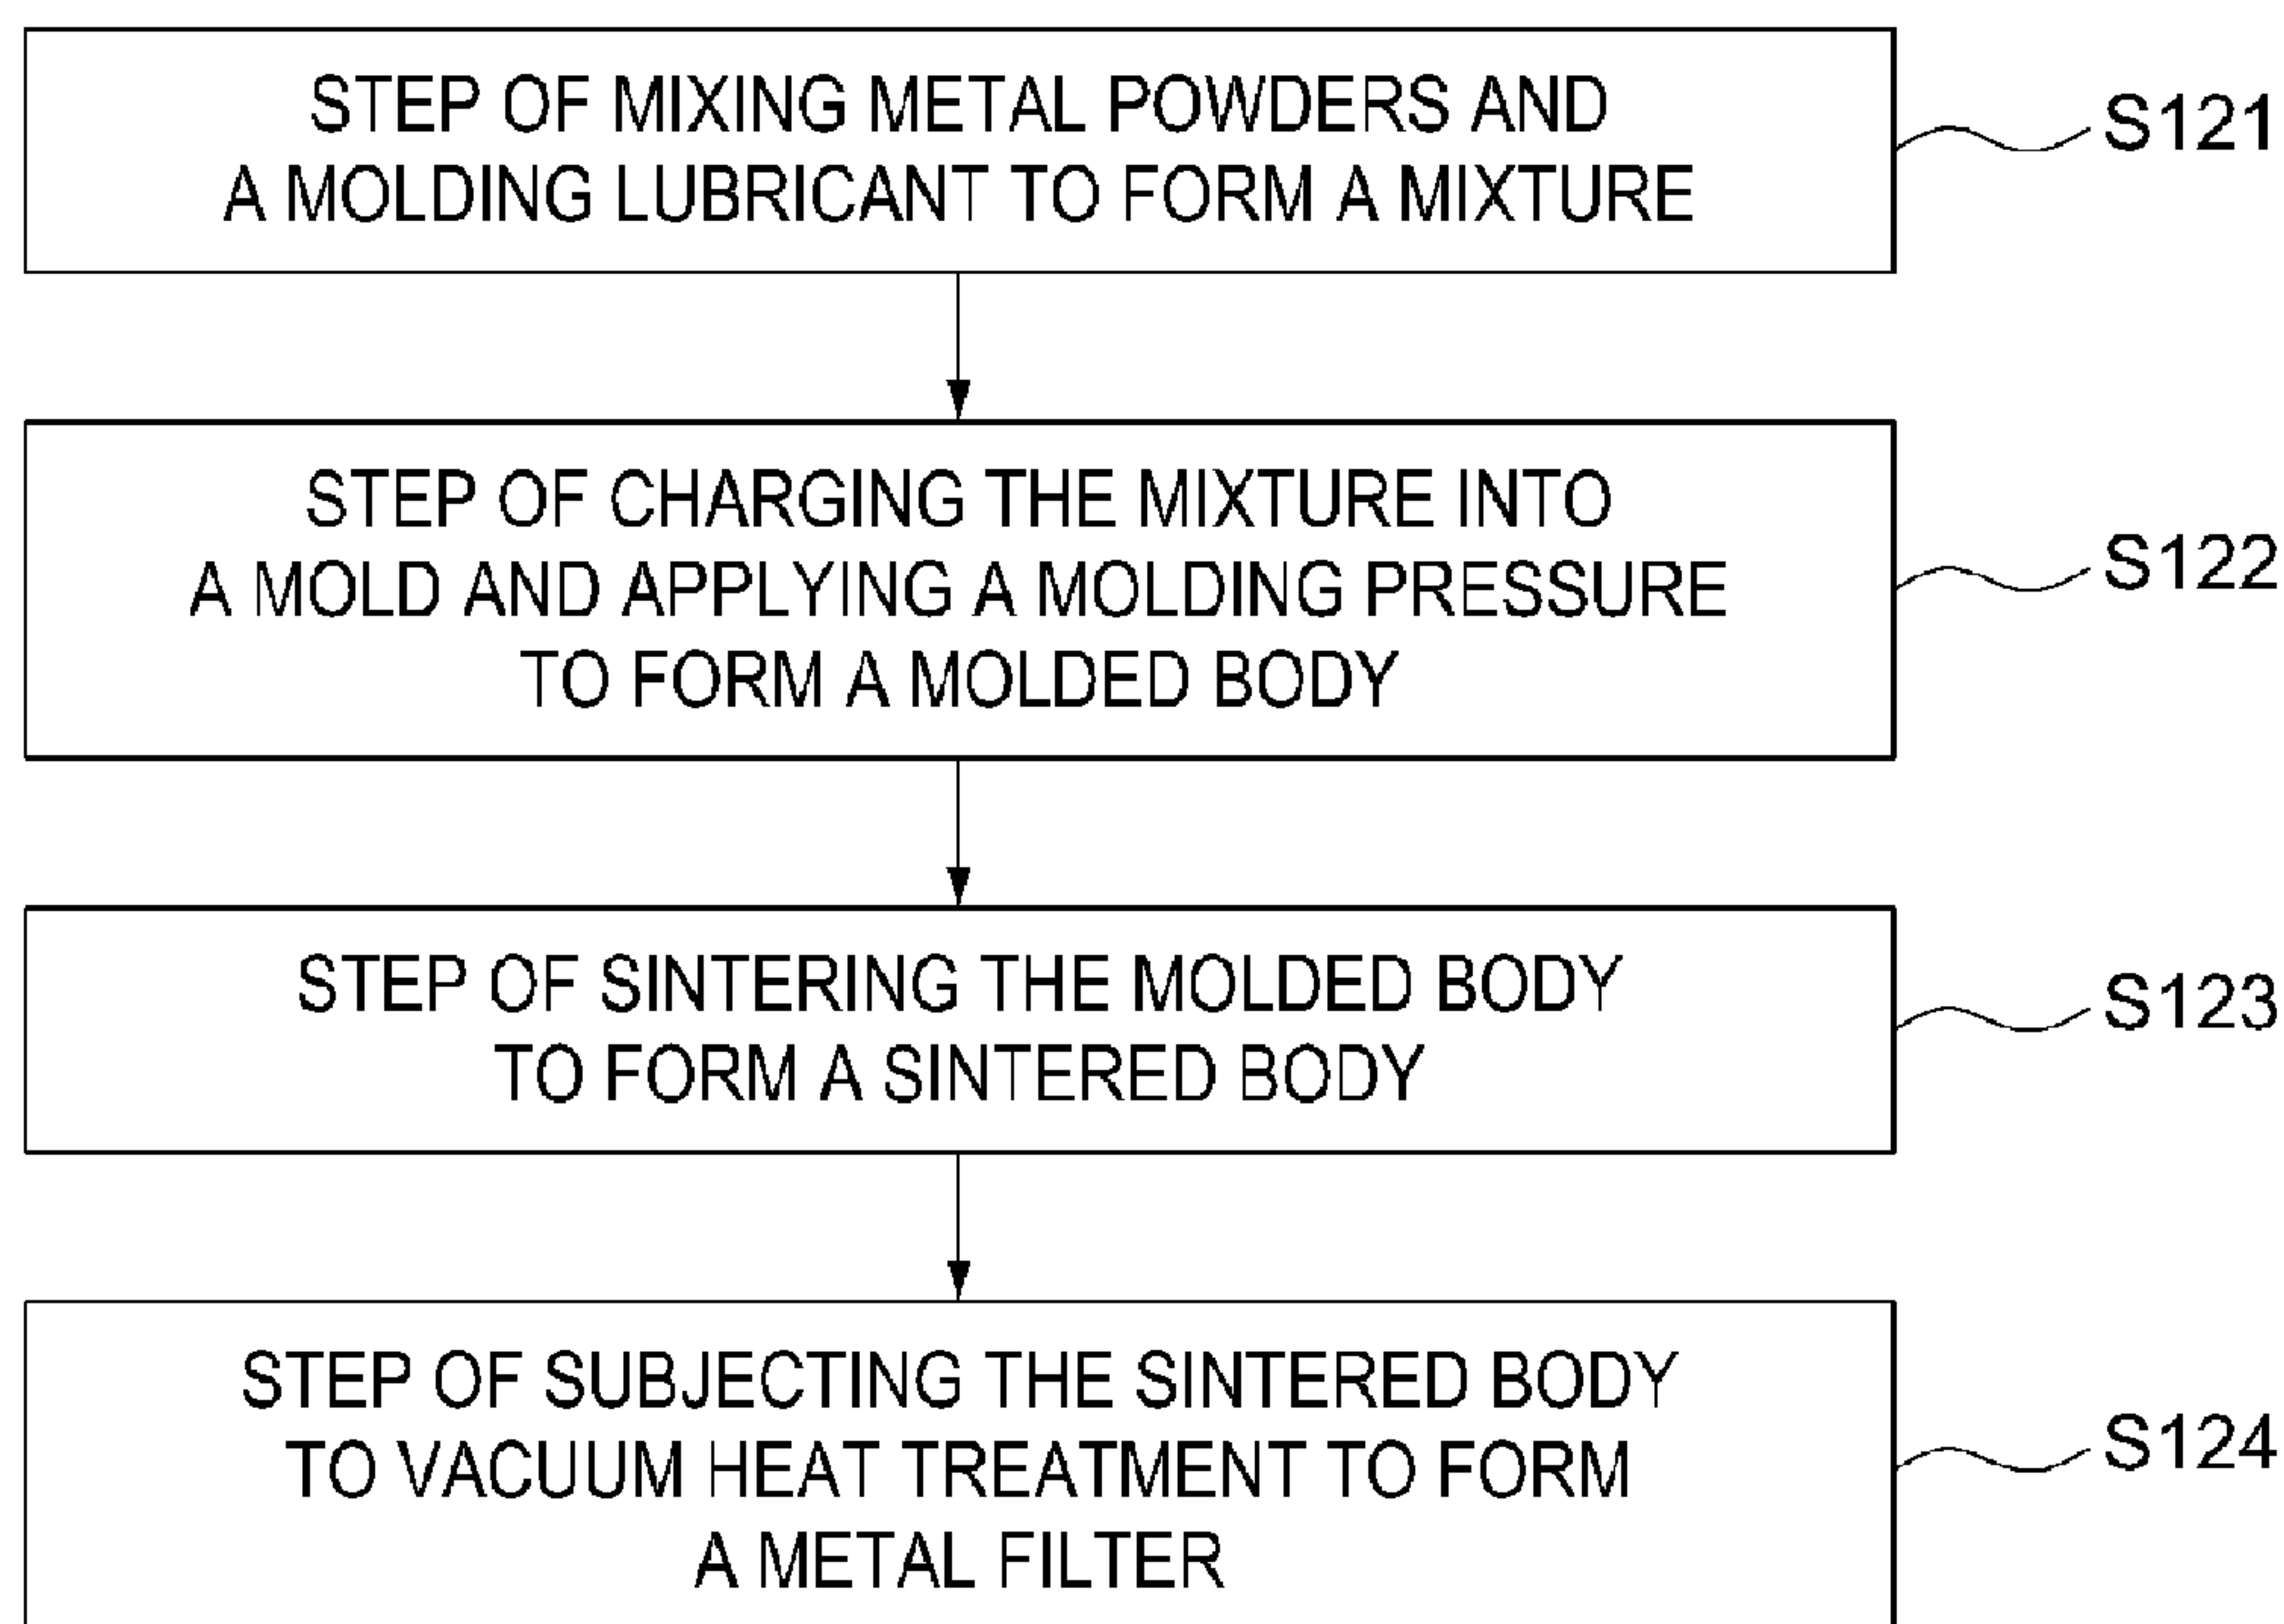 STEP OF MIXING METAL POWDERS AND
A MOLDING LUBRICANT TO FORM A MIXTURE
S121
STEP OF CHARGING THE MIXTURE INTO
A MOLD AND APPLYING A MOLDING PRESSURE
TO FORM A MOLDED BODY
S122
STEP OF SINTERING THE MOLDED BODY
TO FORM A SINTERED BODY
S123
STEP OF SUBJECTING THE SINTERED BODY
TO VACUUM HEAT TREATMENT TO FORM
A METAL FILTER
S124